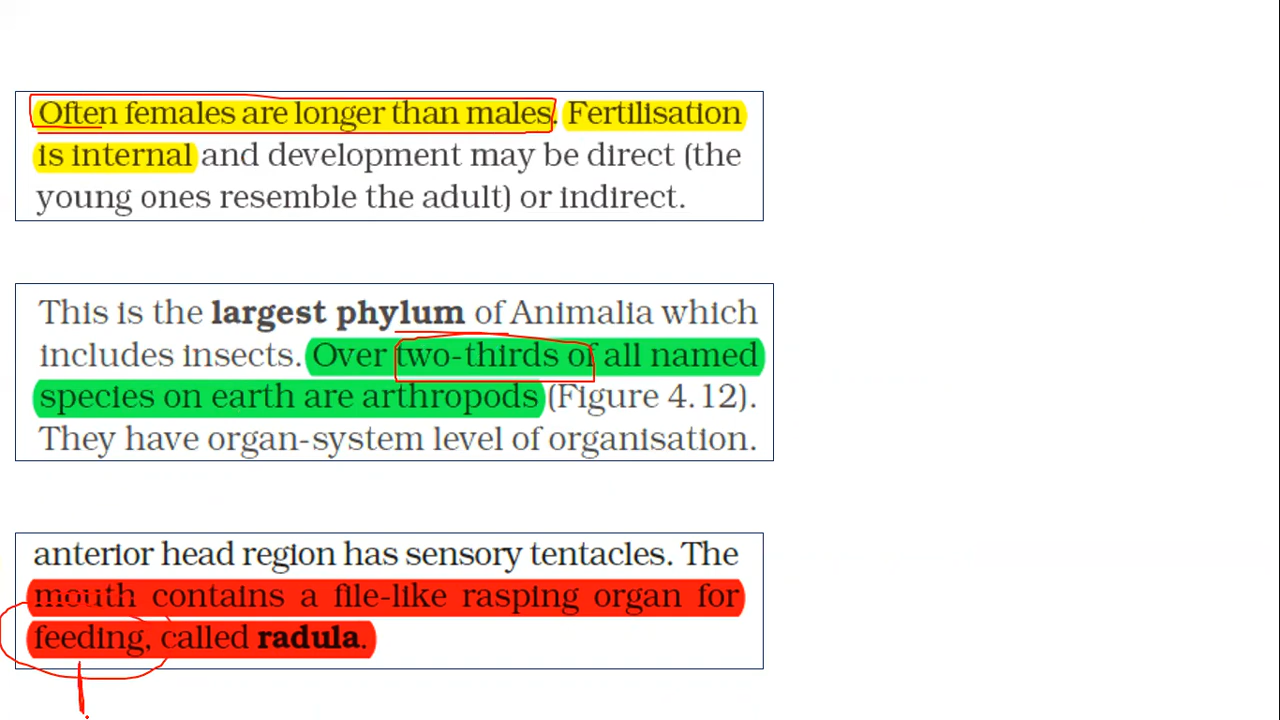 Often females are longer than males. Fertilisation
is internal and development may be direct (the
young ones resemble the adult) or indirect.
This is the largest phylum of Animalia which
includes insects. Over two-thirds of all named
species on earth are arthropods (Figure 4.12).
They have organ-system level of organisation.
anterior head region has sensory tentacles. The
mouth contains a file-like rasping organ for
feeding, called radula.